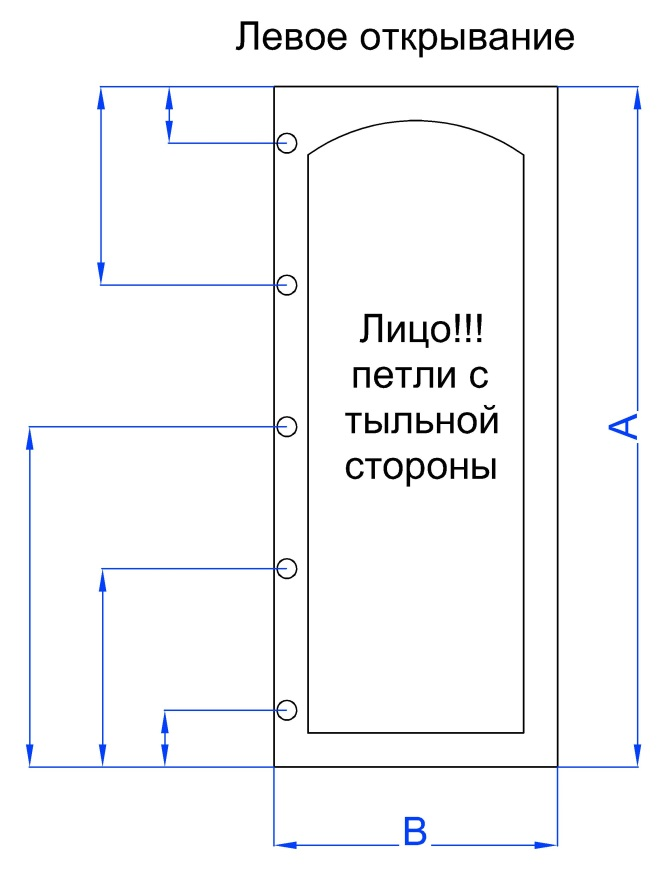 Левое открывание
Лицо!!!
петли с
тыльной
стороны
A
B